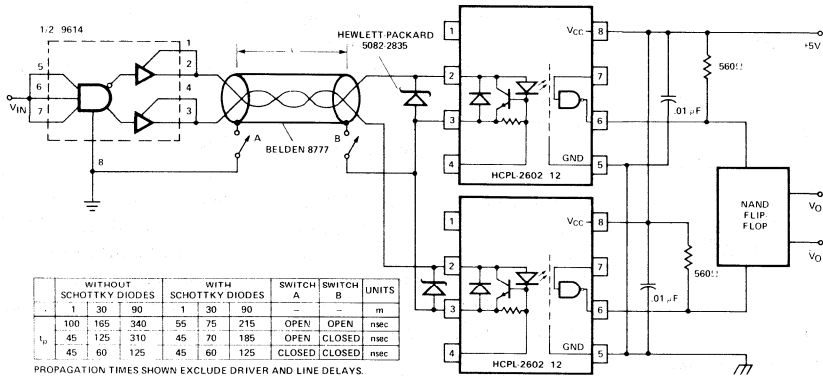 1/2 9614
5
6
7
V_IN
1
2
4
3
8
A
B
BELDEN 8777
HEWLETT-PACKARD
5082-2835
1
2
3
4
VCC
8
7
6
GND
5
HCPL-2602 12
1
2
3
4
VCC
8
7
6
GND
5
HCPL-2602 12
+5V
560Ω
.01 µF
560Ω
.01 µF
NAND
FLIP-
FLOP
VO
VO
WITHOUT SCHOTTKY DIODES WITH SCHOTTKY DIODES SWITCH A SWITCH B UNITS
1 30 90 1 30 90 – – m
100 165 340 55 75 215 OPEN OPEN nsec
tp 45 125 310 45 70 185 OPEN CLOSED nsec
45 60 125 45 60 125 CLOSED CLOSED nsec
PROPAGATION TIMES SHOWN EXCLUDE DRIVER AND LINE DELAYS.